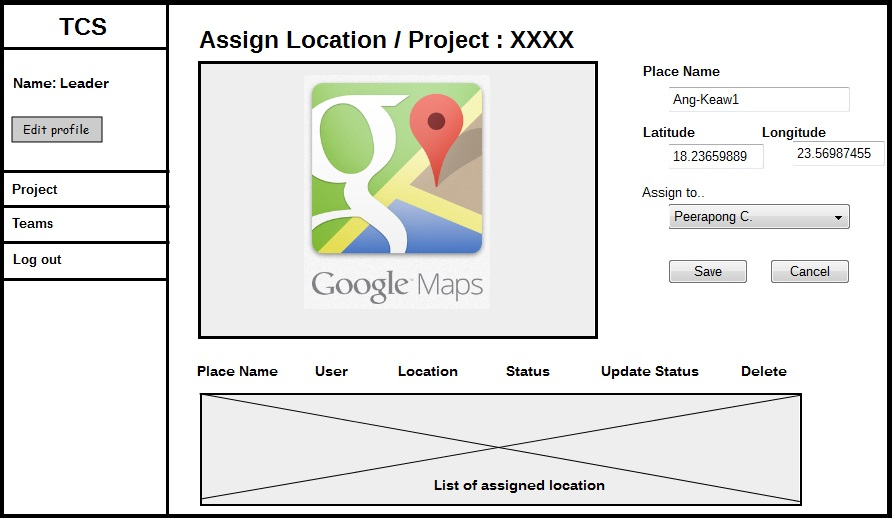 TCS
Name: Leader
Edit profile
Project
Teams
Log out
Assign Location / Project : XXXX
Google Maps
Place Name
Ang-Keaw1
Latitude Longitude
18.23659889 23.56987455
Assign to..
Peerapong C.
Save Cancel
Place Name User Location Status Update Status Delete
List of assigned location